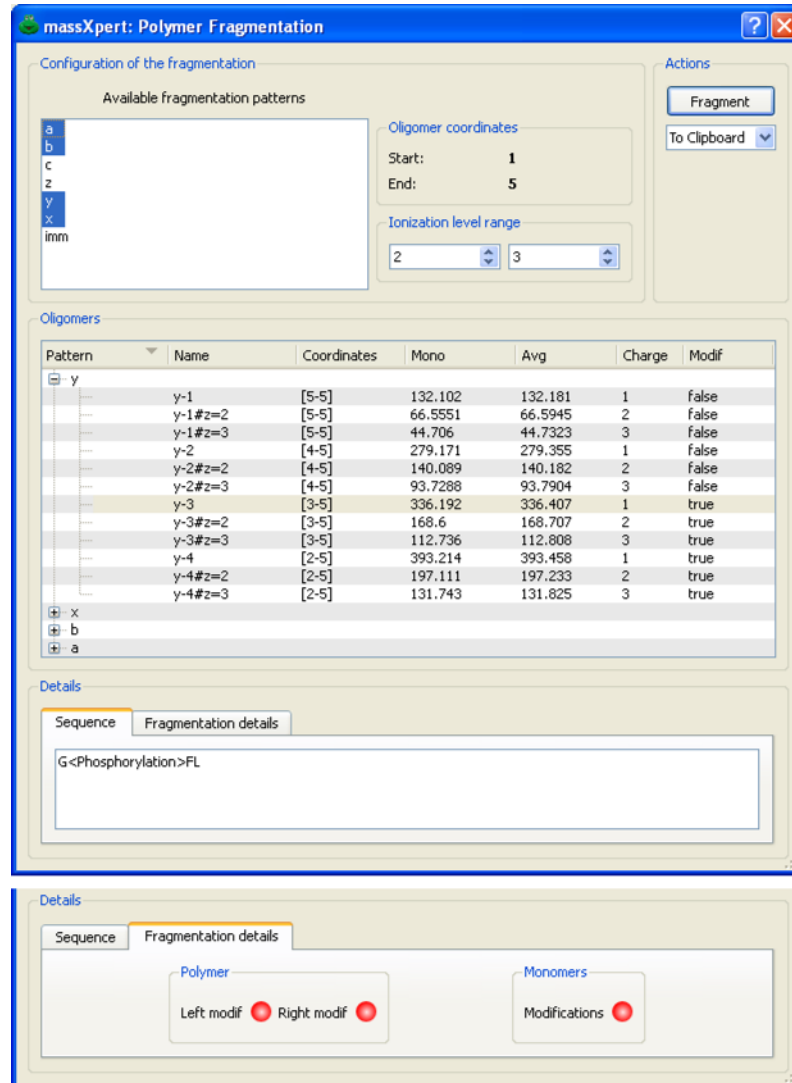 massXpert: Polymer Fragmentation
Configuration of the fragmentation
Available fragmentation patterns
a
b
c
z
y
x
imm
Oligomer coordinates
Start: 1
End: 5
Ionization level range
2 3
Actions
Fragment
To Clipboard
Oligomers
Pattern Name Coordinates Mono Avg Charge Modif
y
y-1 [5-5] 132.102 132.181 1 false
y-1#z=2 [5-5] 66.5551 66.5945 2 false
y-1#z=3 [5-5] 44.706 44.7323 3 false
y-2 [4-5] 279.171 279.355 1 false
y-2#z=2 [4-5] 140.089 140.182 2 false
y-2#z=3 [4-5] 93.7288 93.7904 3 false
y-3 [3-5] 336.192 336.407 1 true
y-3#z=2 [3-5] 168.6 168.707 2 true
y-3#z=3 [3-5] 112.736 112.808 3 true
y-4 [2-5] 393.214 393.458 1 true
y-4#z=2 [2-5] 197.111 197.233 2 true
y-4#z=3 [2-5] 131.743 131.825 3 true
x
b
a
Details
Sequence Fragmentation details
G<Phosphorylation>FL
Details
Sequence Fragmentation details
Polymer
Left modif Right modif
Monomers
Modifications